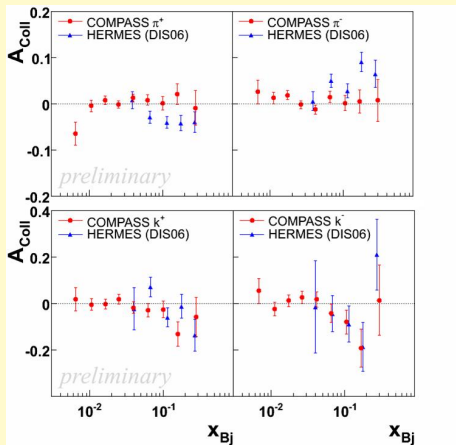 A_Coll
0.2
0.1
0
-0.1
-0.2
COMPASS π⁺
HERMES (DIS06)
preliminary
COMPASS π⁻
HERMES (DIS06)
A_Coll
0.4
0.2
0
-0.2
COMPASS k⁺
HERMES (DIS06)
preliminary
COMPASS k⁻
HERMES (DIS06)
10⁻² 10⁻¹ 10⁻² 10⁻¹
x_Bj x_Bj